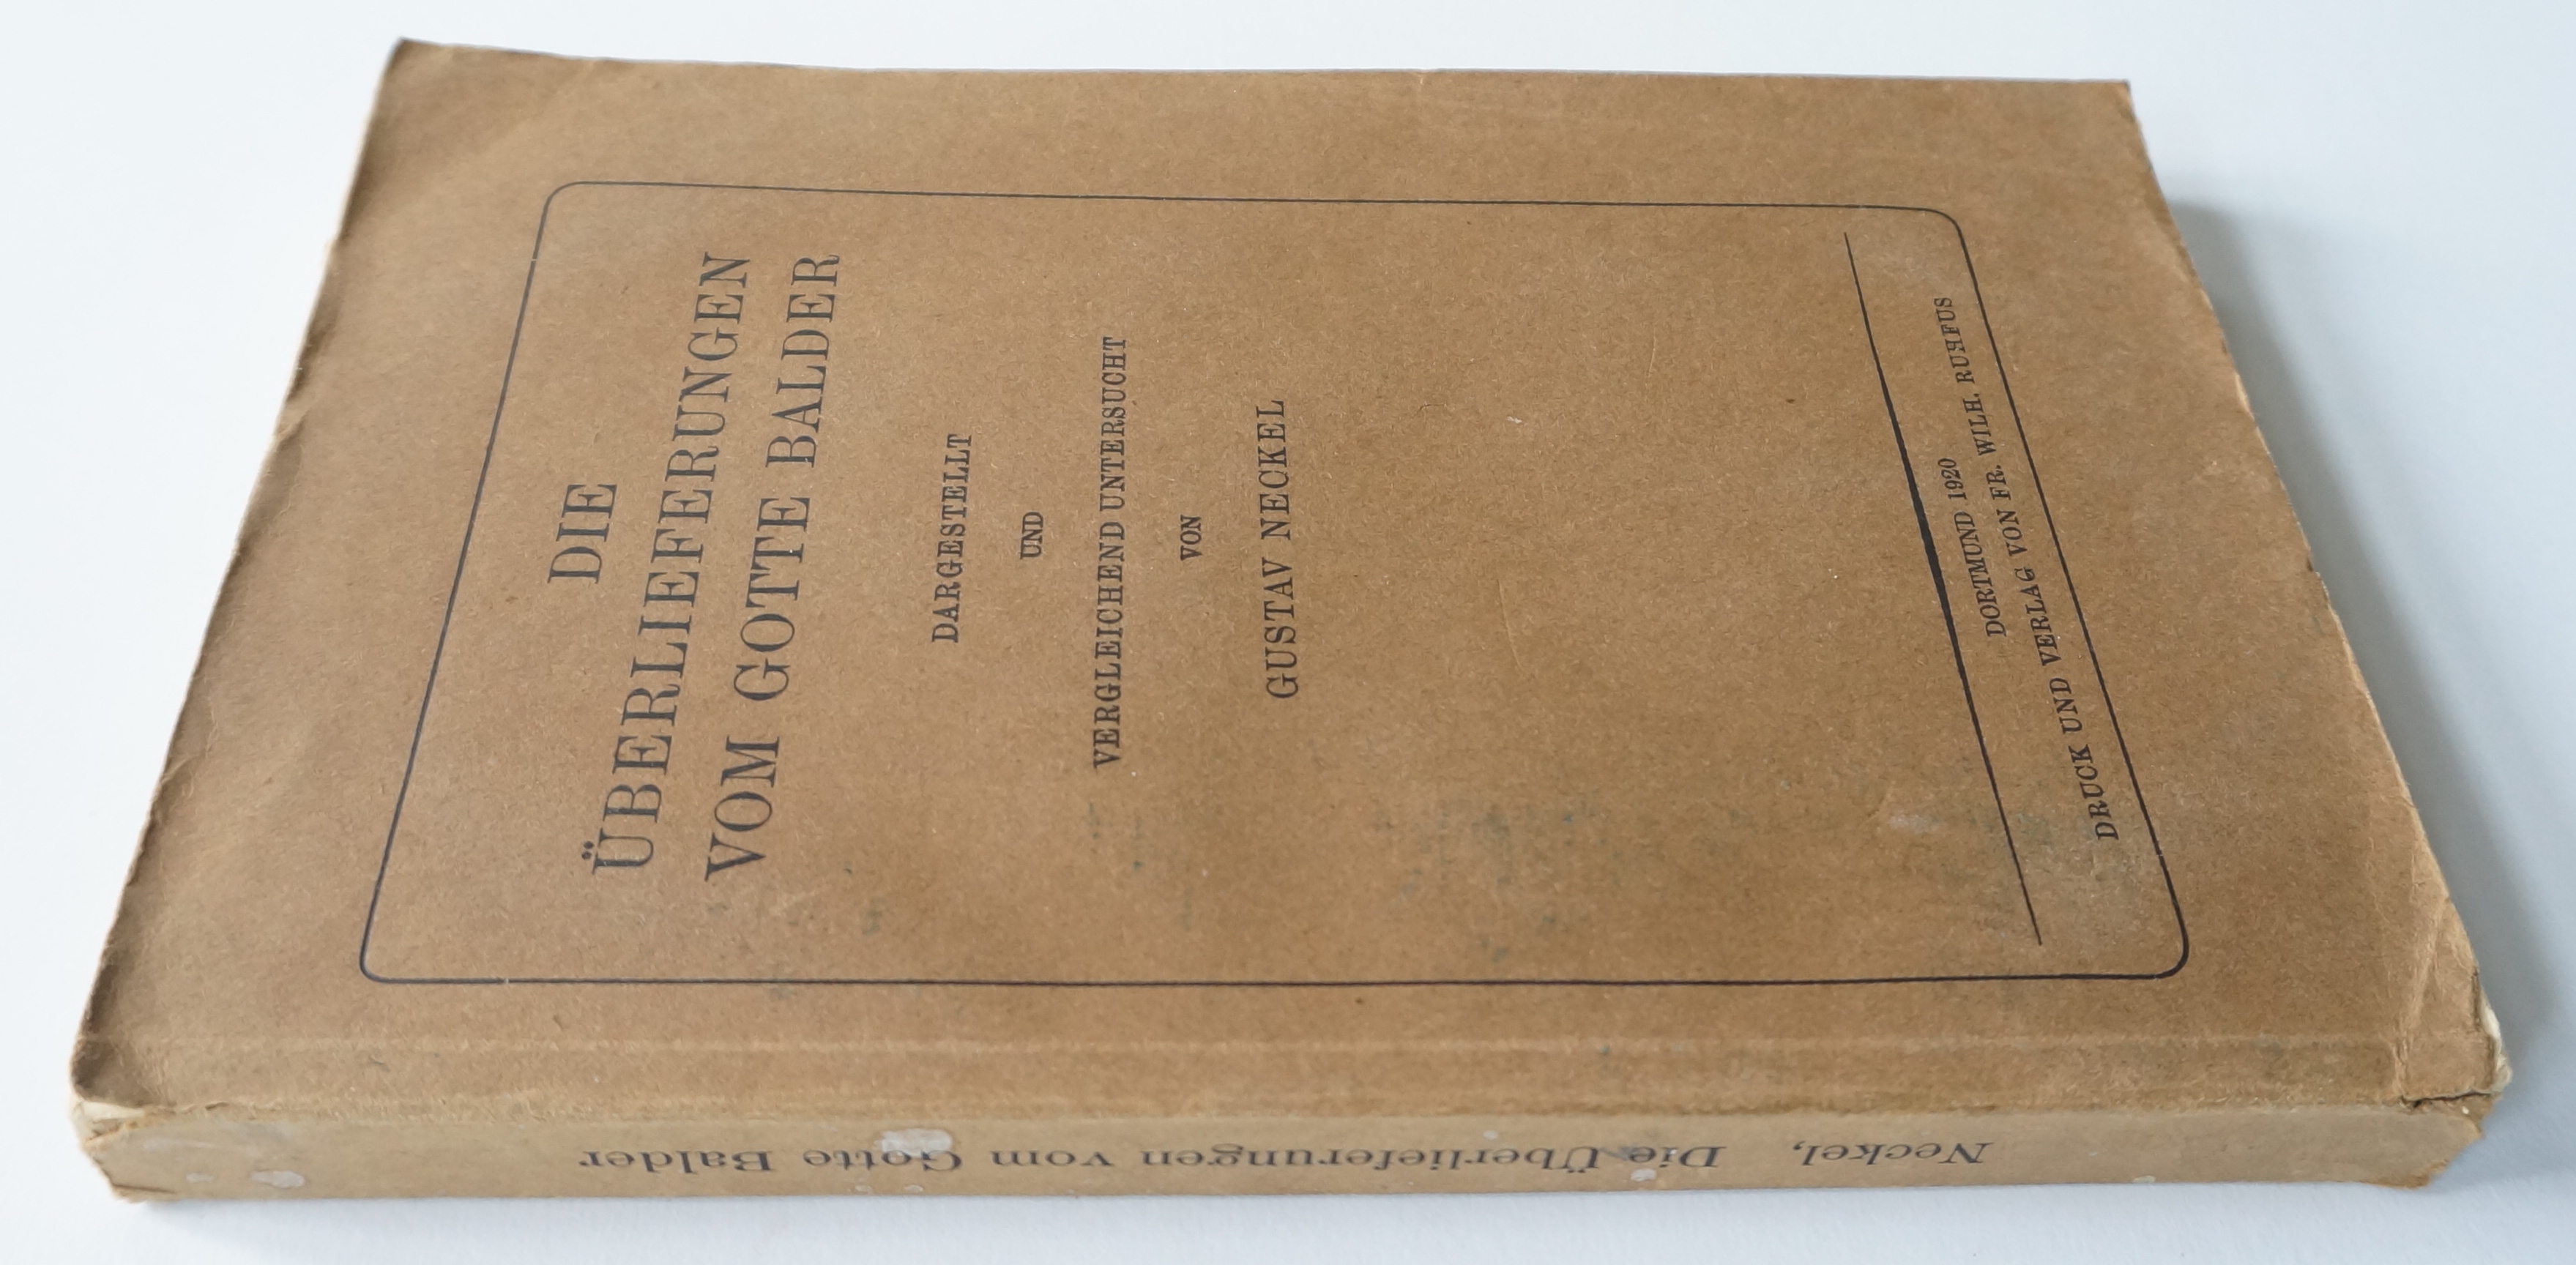 DIE
ÜBERLIEFERUNGEN
VOM GOTTE BALDER
DARGESTELLT
UND
VERGLEICHEND UNTERSUCHT
VON
GUSTAV NECKEL
DORTMUND 1920
DRUCK UND VERLAG VON FR. WILH. RUHFUS
Neckel, Die Überlieferungen vom Gotte Balder